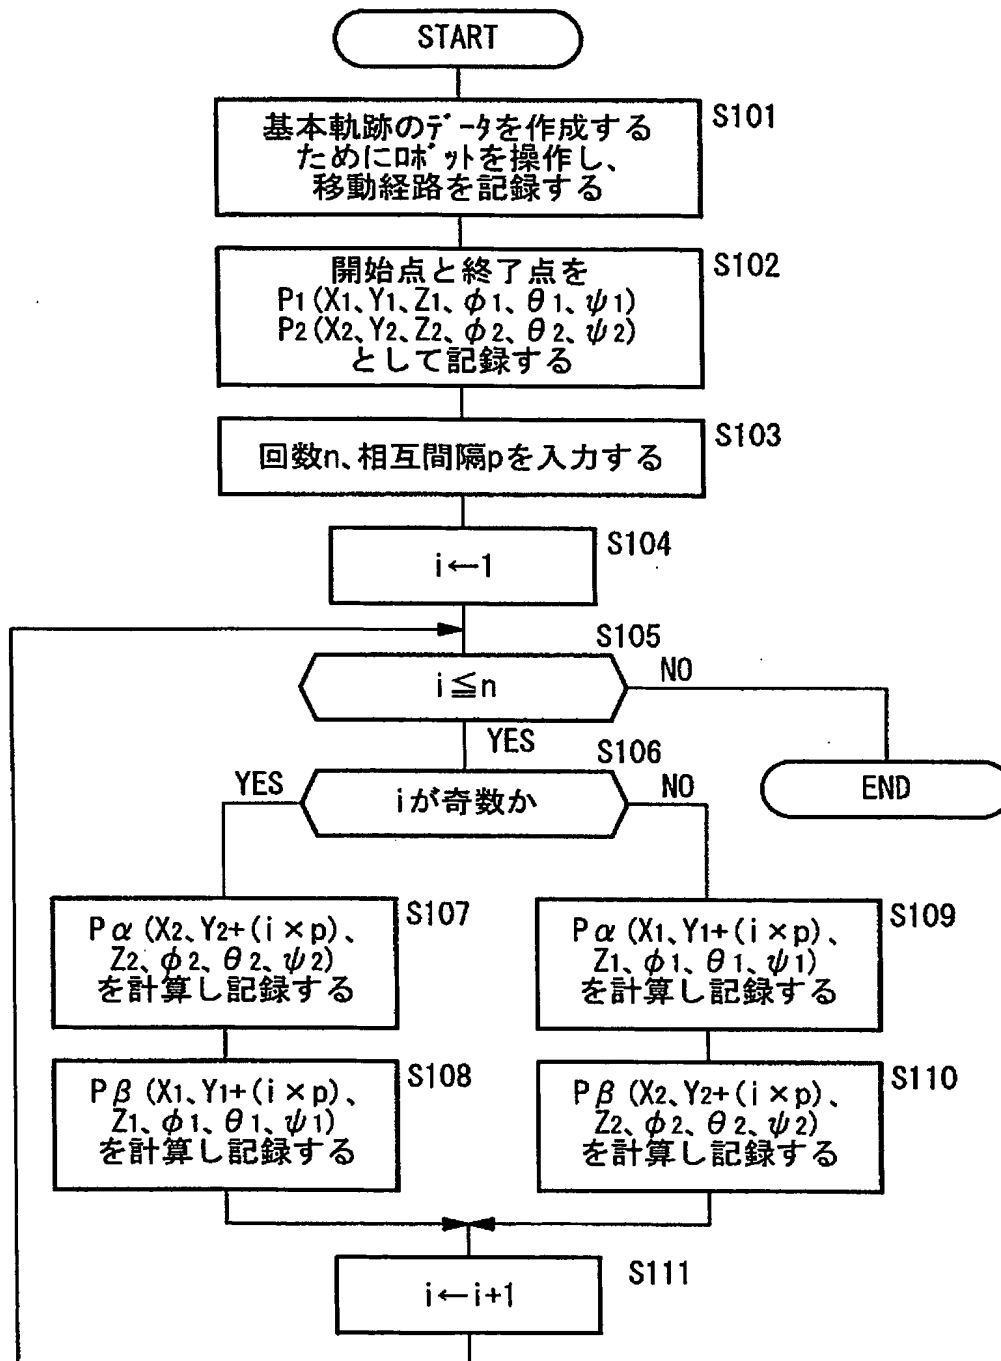 START
S101
基本軌跡のデータを作成する
ためにロボットを操作し、
移動経路を記録する
S102
開始点と終了点を
P1(X1、Y1、Z1、φ1、θ1、ψ1)
P2(X2、Y2、Z2、φ2、θ2、ψ2)
として記録する
S103
回数n、相互間隔pを入力する
S104
i←1
S105
i≦n
NO
YES
END
S106
iが奇数か
YES
NO
S107
Pα(X2、Y2+(i×p)、
Z2、φ2、θ2、ψ2)
を計算し記録する
S109
Pα(X1、Y1+(i×p)、
Z1、φ1、θ1、ψ1)
を計算し記録する
S108
Pβ(X1、Y1+(i×p)、
Z1、φ1、θ1、ψ1)
を計算し記録する
S110
Pβ(X2、Y2+(i×p)、
Z2、φ2、θ2、ψ2)
を計算し記録する
S111
i←i+1